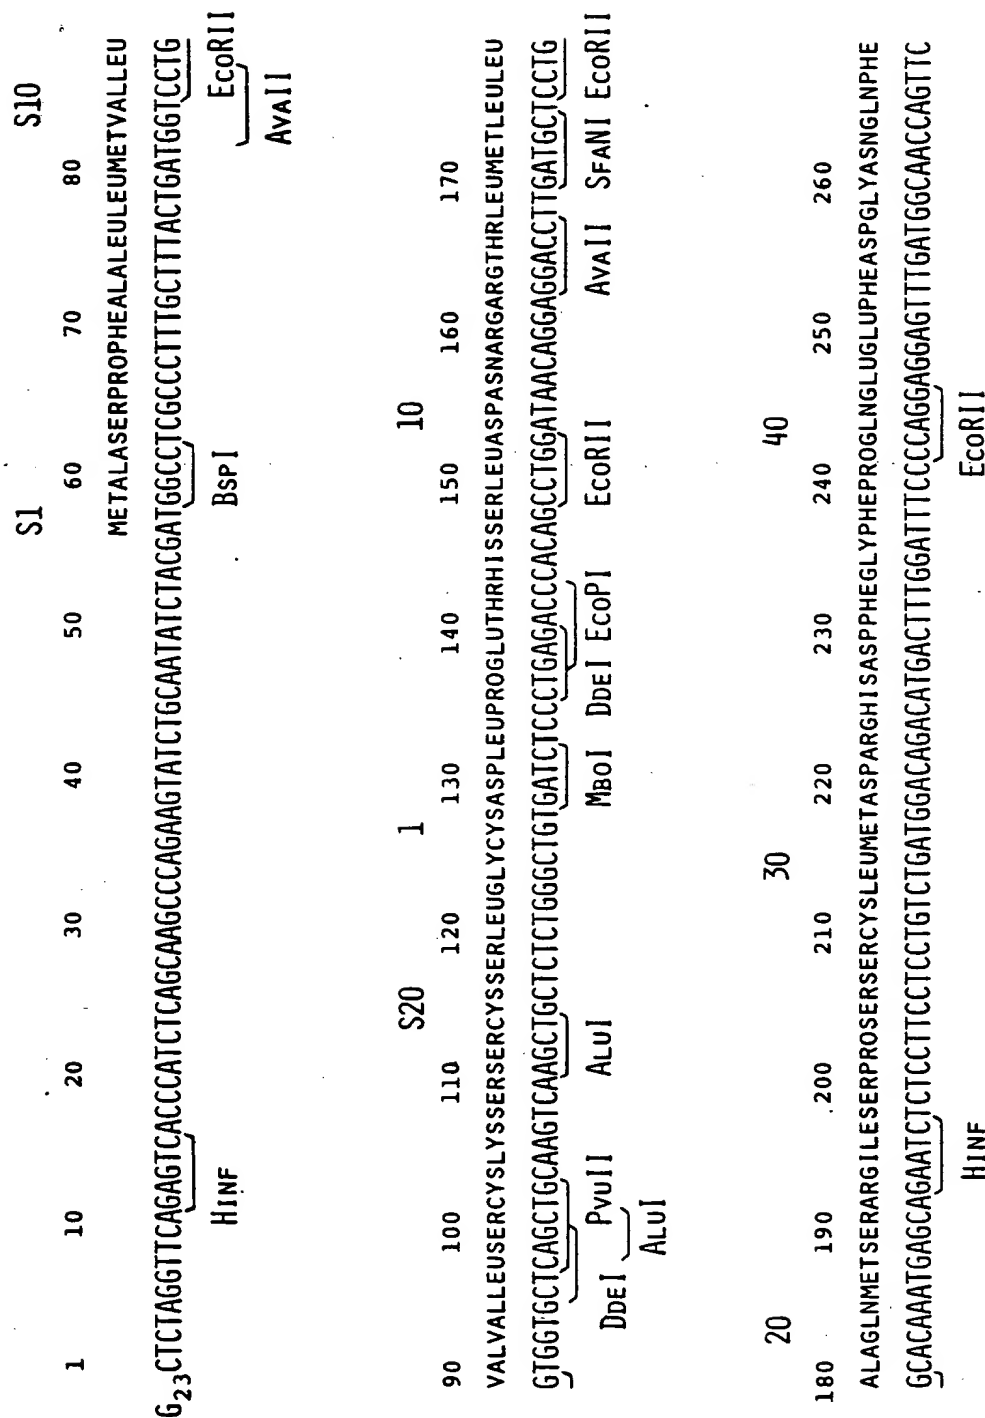 S1 S10
1 10 20 30 40 50 60 70 80
METALASERPROPHEALALEULEUMETVALLEU
G23CTCTAGGTTCAGAGTCACCCATCTCAGCAAGCCCAGAAGTATCTGCAATATCTACGATGGCCTCGCCCTTTGCTTTACTGATGGTCCTG
HINF BSPI ECORII
AVAII
S20 1 10
90 100 110 120 130 140 150 160 170
VALVALLEUSERCYSLYSSERSERCYSSERLEUGLYCYSASPLEUPROGLUTHRHISSERLEUASPASNARGARGTHRLEUMETLEULEU
GTGGTGCTCAGCTGCAAGTCAAGCTGCTCTCTGGGCTGTGATCTCCCTGAGACCCACAGCCTGGATAACAGGAGGACCTTGATGCTCCTG
DDEI PVUII ALUI MBOI DDEI ECOPI ECORII AVAII SFANI ECORII
ALUI
20 30 40
180 190 200 210 220 230 240 250 260
ALAGLNMETSERARGILESERPROSERSERCYSLEUMETASPARGHISASPPHEGLYPHEPROGLNGLUGLUPHEASPGLYASNGLNPHE
GCACAAATGAGCAGAATCTCTCCTTCCTCCTGTCTGATGGACAGACATGACTTTGGATTTCCCCAGGAGGAGTTTGATGGCAACCAGTTC
HINF ECORII